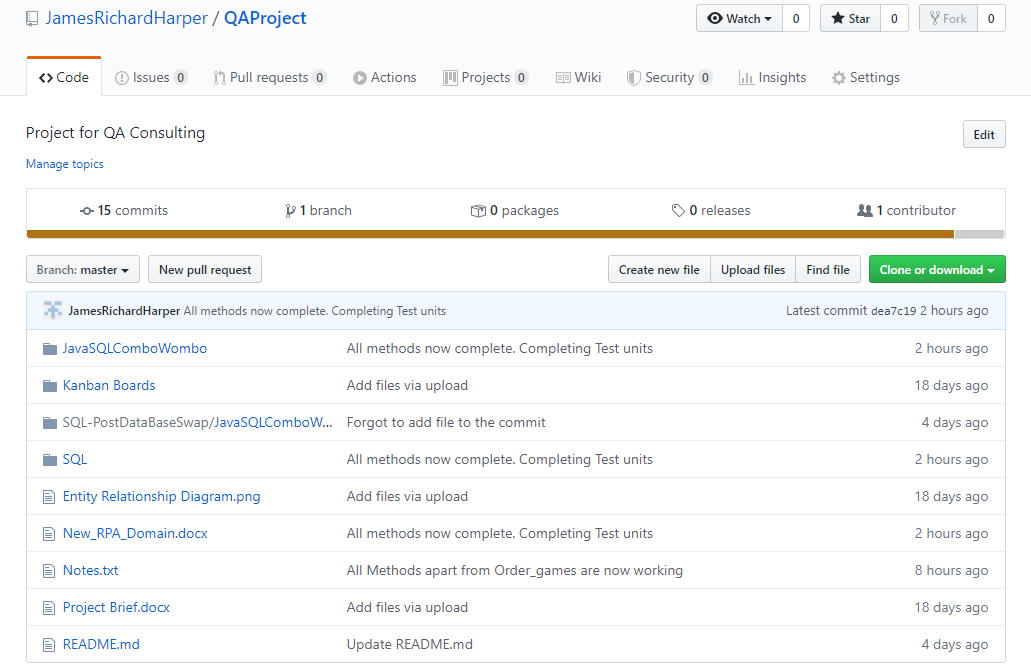 JamesRichardHarper / QAProject
Watch 0 Star 0 Fork 0
Code Issues 0 Pull requests 0 Actions Projects 0 Wiki Security 0 Insights Settings
Project for QA Consulting Edit
Manage topics
15 commits 1 branch 0 packages 0 releases 1 contributor
Branch: master New pull request Create new file Upload files Find file Clone or download
JamesRichardHarper All methods now complete. Completing Test units Latest commit dea7c19 2 hours ago
JavaSQLComboWombo All methods now complete. Completing Test units 2 hours ago
Kanban Boards Add files via upload 18 days ago
SQL-PostDataBaseSwap/JavaSQLComboW... Forgot to add file to the commit 4 days ago
SQL All methods now complete. Completing Test units 2 hours ago
Entity Relationship Diagram.png Add files via upload 18 days ago
New_RPA_Domain.docx All methods now complete. Completing Test units 2 hours ago
Notes.txt All Methods apart from Order_games are now working 8 hours ago
Project Brief.docx Add files via upload 18 days ago
README.md Update README.md 4 days ago